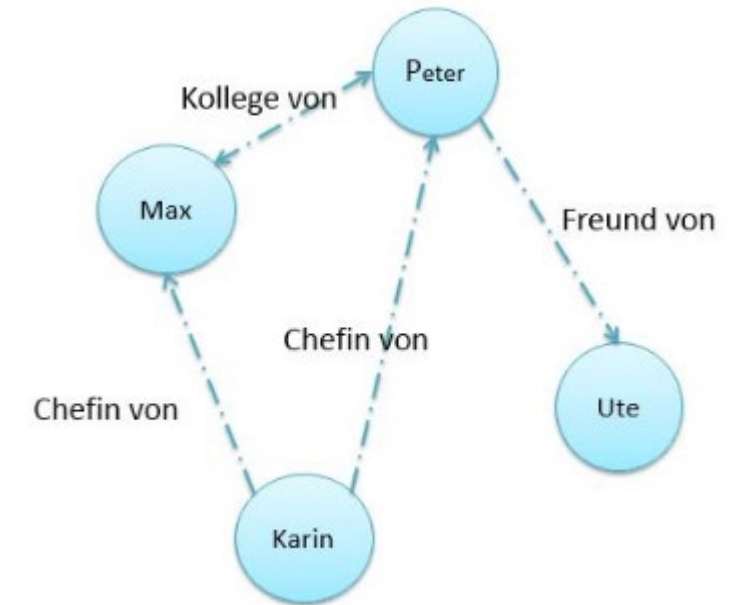 Peter
Kollege von
Max
Freund von
Chefin von
Chefin von
Ute
Karin